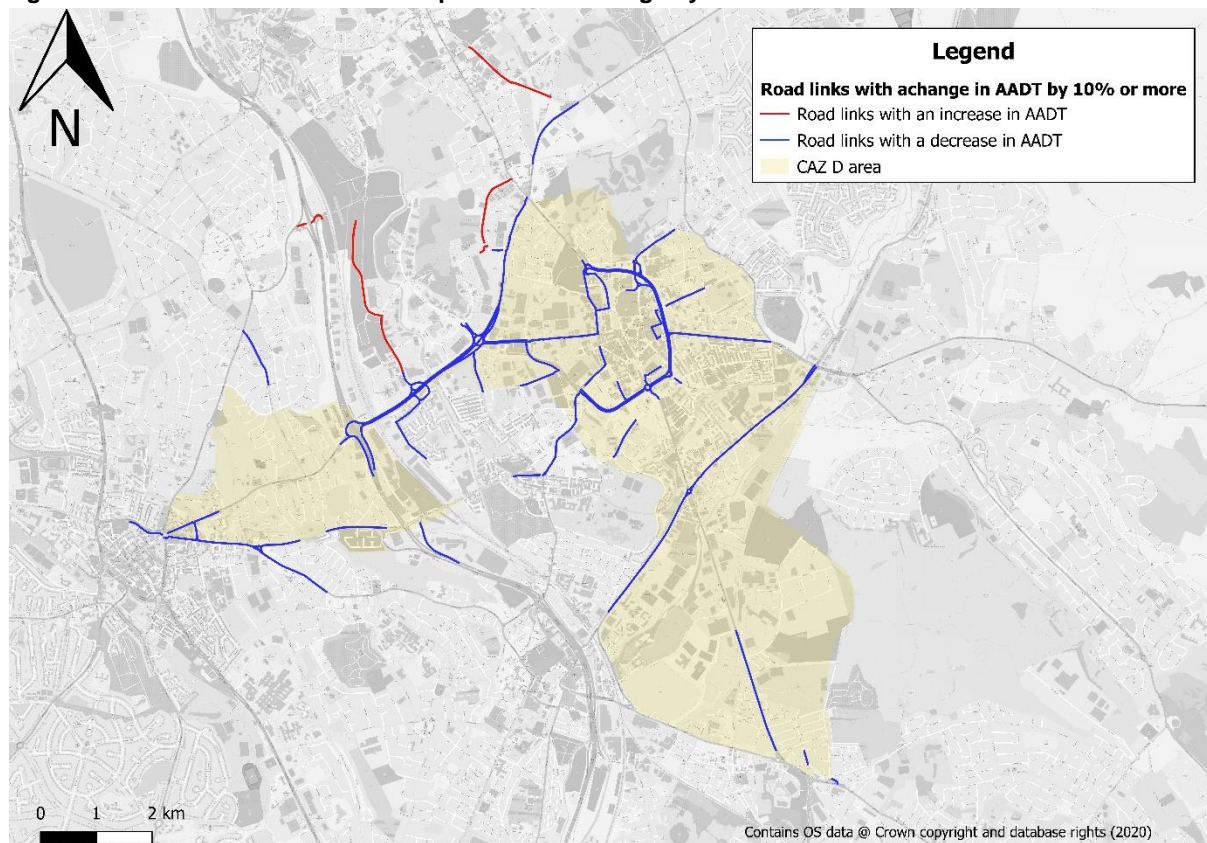 N
Legend
Road links with achange in AADT by 10% or more
Road links with an increase in AADT
Road links with a decrease in AADT
CAZ D area
0 1 2 km
Contains OS data @ Crown copyright and database rights (2020)